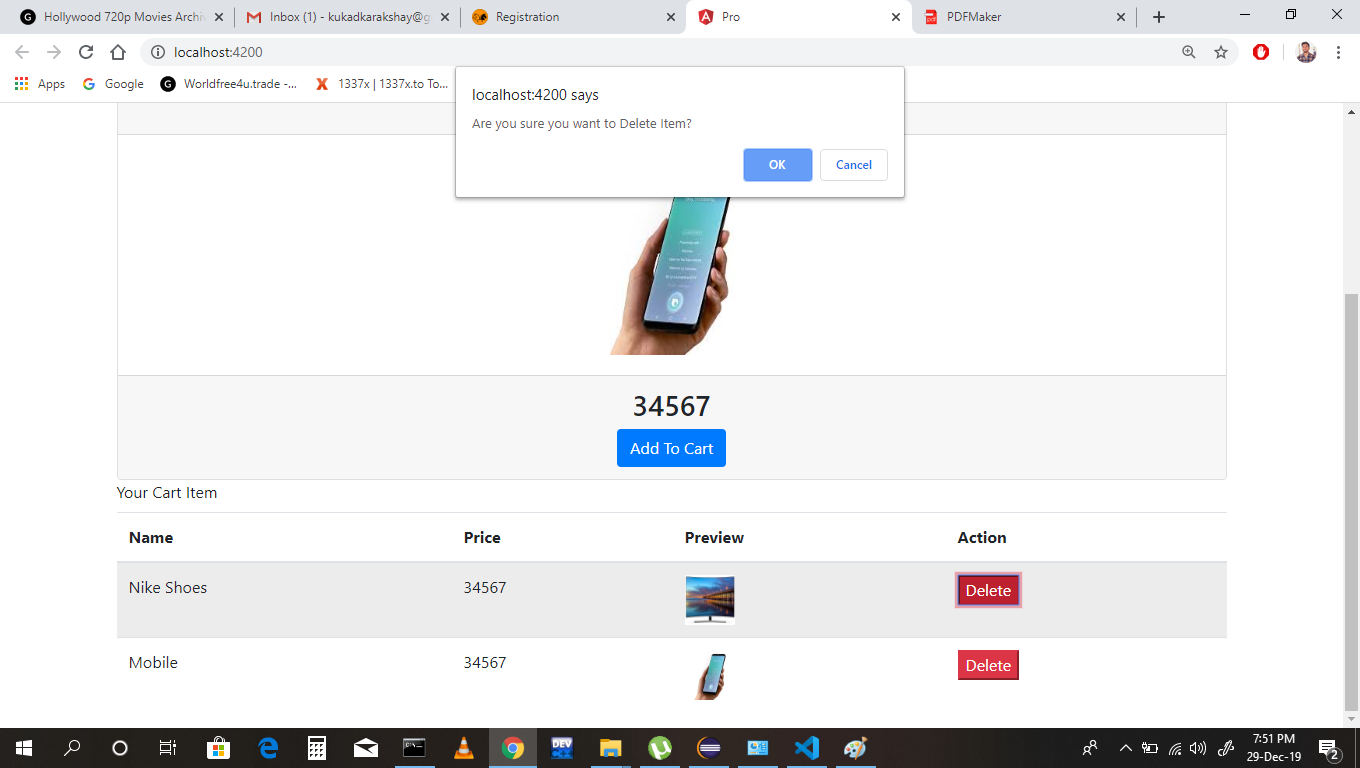 Hollywood 720p Movies Archiv
Inbox (1) - kukadkarakshay@g
Registration
Pro
PDFMaker
localhost:4200
Apps
Google
Worldfree4u.trade -...
1337x | 1337x.to To...
localhost:4200 says
Are you sure you want to Delete Item?
OK
Cancel
34567
Add To Cart
Your Cart Item
Name Price Preview Action
Nike Shoes 34567 Delete
Mobile 34567 Delete
DEV
7:51 PM
29-Dec-19
2